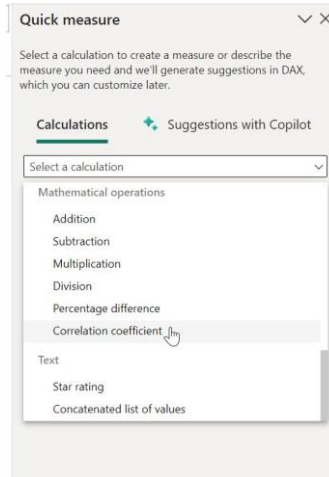 Quick measure
Select a calculation to create a measure or describe the
measure you need and we'll generate suggestions in DAX,
which you can customize later.
Calculations
Suggestions with Copilot
Select a calculation
Mathematical operations
Addition
Subtraction
Multiplication
Division
Percentage difference
Correlation coefficient
Text
Star rating
Concatenated list of values